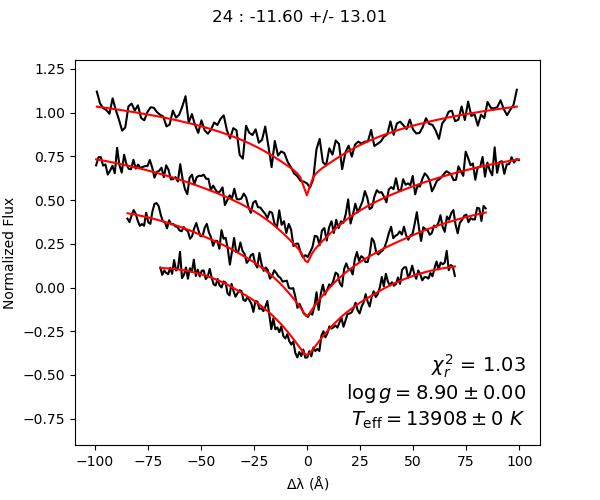 24 : -11.60 +/- 13.01
1.25
1.00
0.75
0.50
0.25
0.00
−0.25
−0.50
−0.75
Normalized Flux
χ²ᵣ = 1.03
log g = 8.90 ± 0.00
T_eff = 13908 ± 0 K
−100 −75 −50 −25 0 25 50 75 100
Δλ (Å)